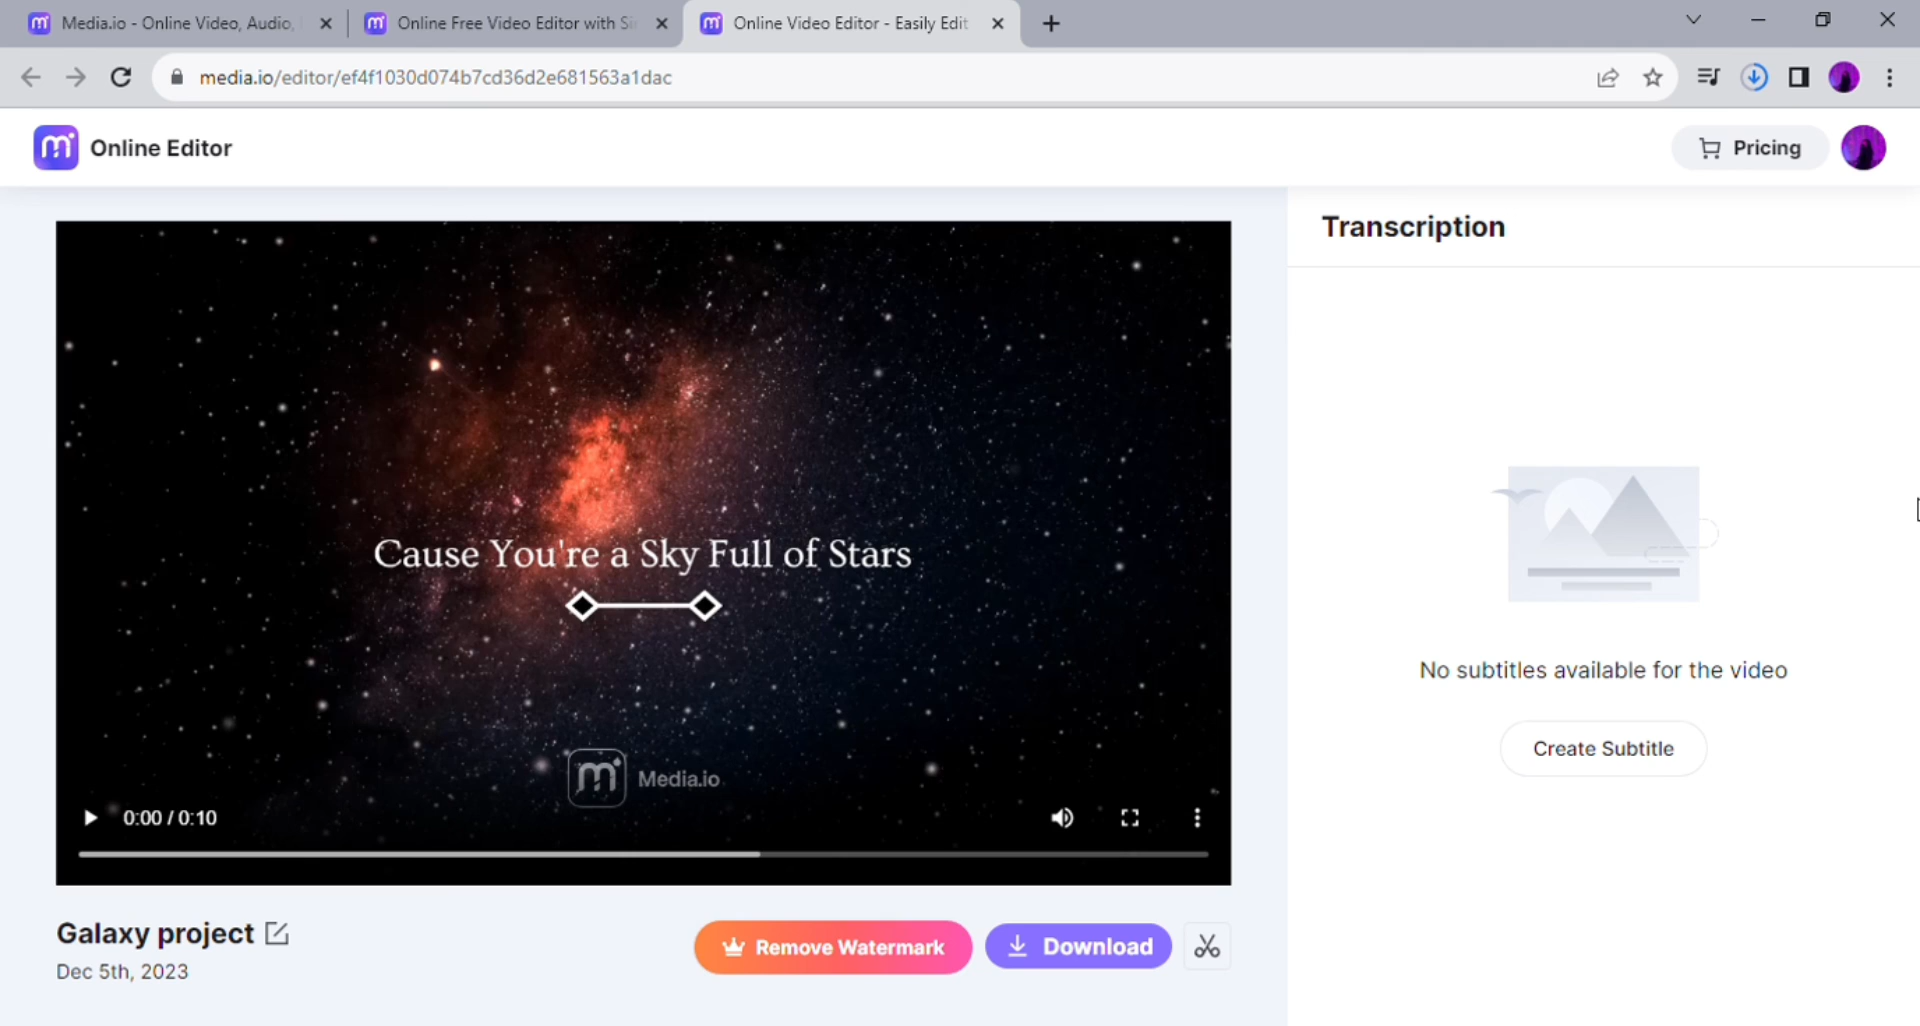 Media.io - Online Video, Audio,
Online Free Video Editor with Si
Online Video Editor - Easily Edit
media.io/editor/ef4f1030d074b7cd36d2e681563a1dac
Online Editor
Pricing
Transcription
Cause You're a Sky Full of Stars
Media.io
0:00 / 0:10
No subtitles available for the video
Create Subtitle
Galaxy project
Dec 5th, 2023
Remove Watermark
Download